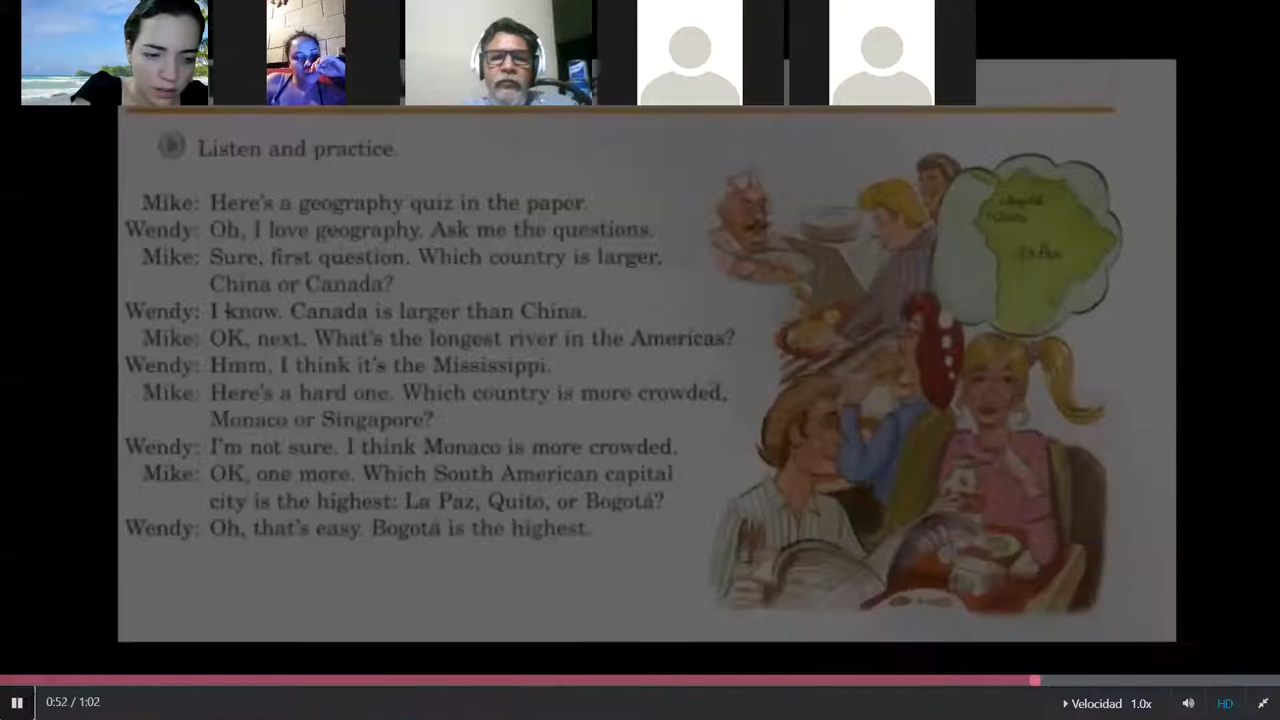 Listen and practice.
Mike: Here's a geography quiz in the paper.
Wendy: Oh, I love geography. Ask me the questions.
Mike: Sure, first question. Which country is larger,
China or Canada?
Wendy: I know. Canada is larger than China.
Mike: OK, next. What's the longest river in the Americas?
Wendy: Hmm, I think it's the Mississippi.
Mike: Here's a hard one. Which country is more crowded,
Monaco or Singapore?
Wendy: I'm not sure. I think Monaco is more crowded.
Mike: OK, one more. Which South American capital
city is the highest: La Paz, Quito, or Bogotá?
Wendy: Oh, that's easy. Bogotá is the highest.
Bogotá
Quito
La Paz
0:52 / 1:02
Velocidad 1.0x
HD